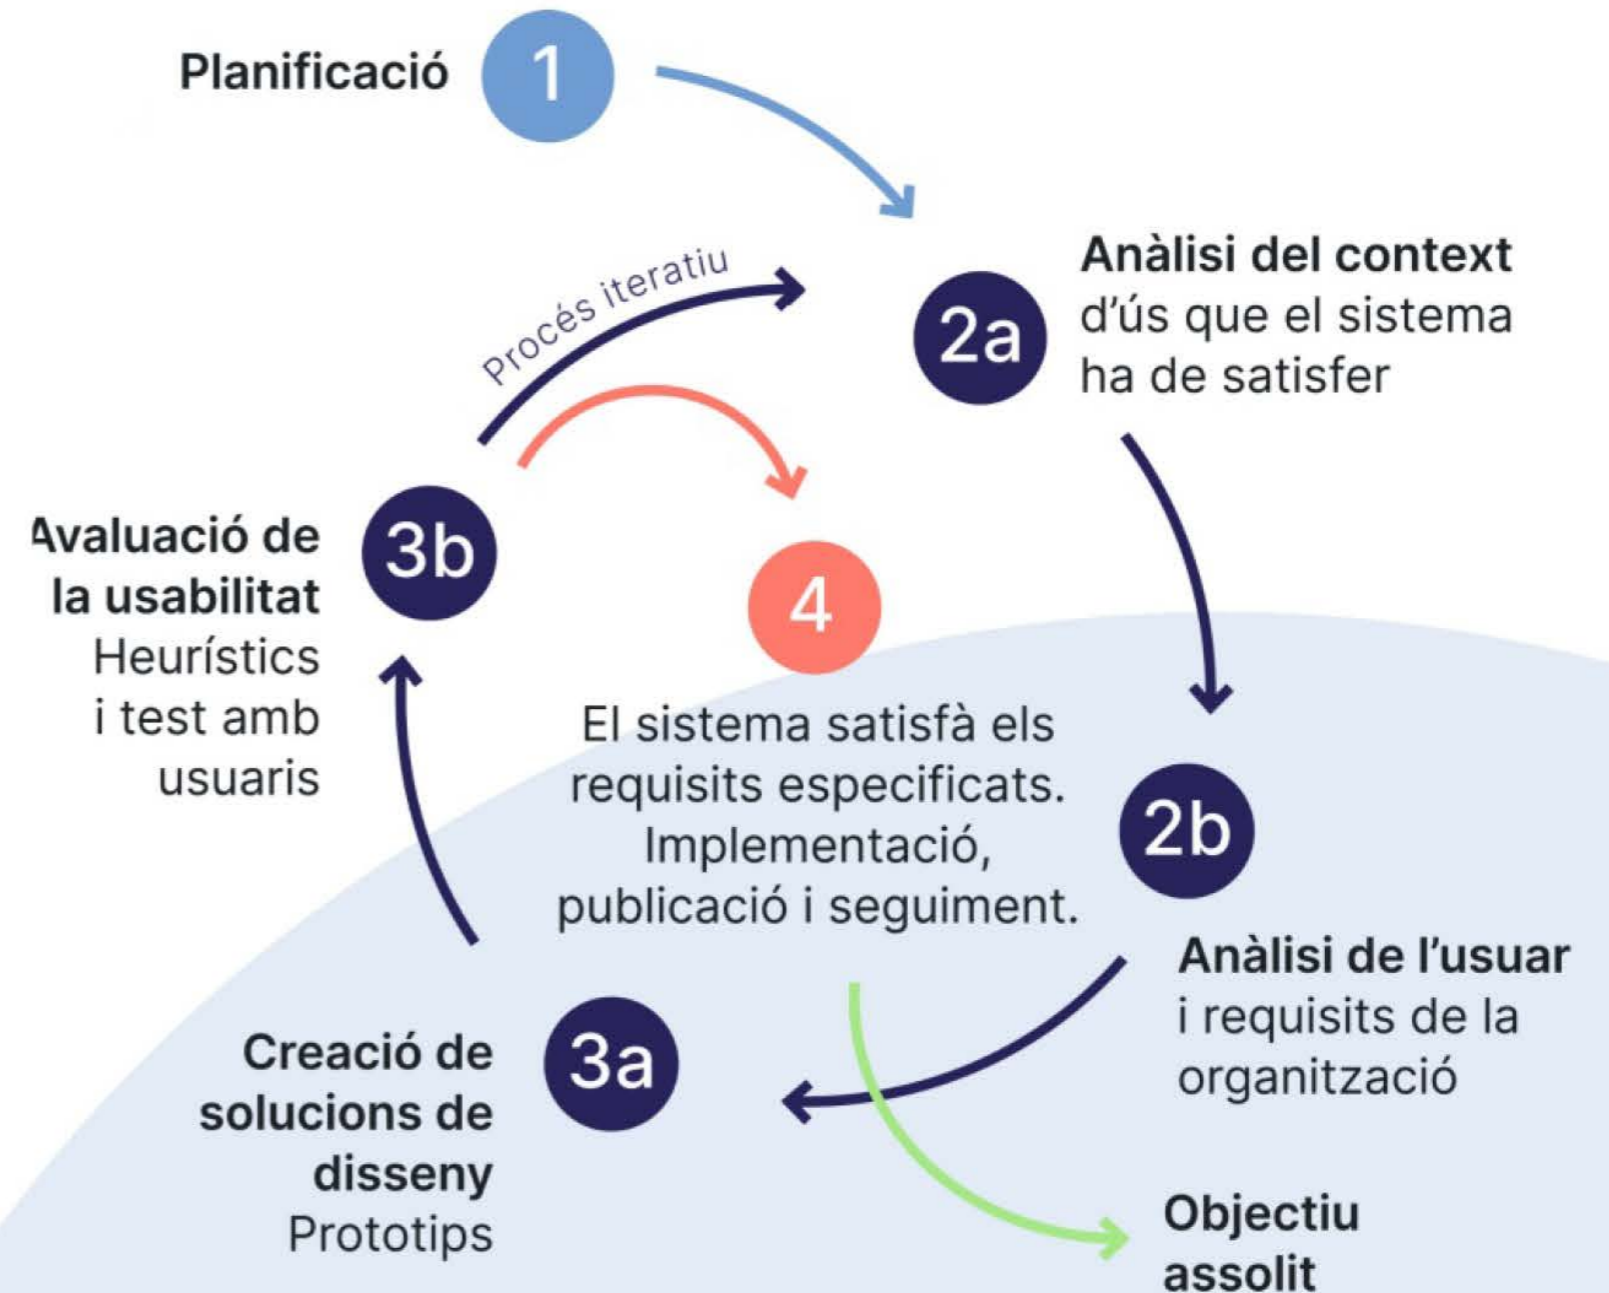 Planificació
1
Procés iteratiu
2a
Anàlisi del context
d'ús que el sistema
ha de satisfer
2b
Anàlisi de l'usuar
i requisits de la
organització
3a
Creació de
solucions de
disseny
Prototips
3b
Avaluació de
la usabilitat
Heurístics
i test amb
usuaris
4
El sistema satisfà els
requisits especificats.
Implementació,
publicació i seguiment.
Objectiu
assolit